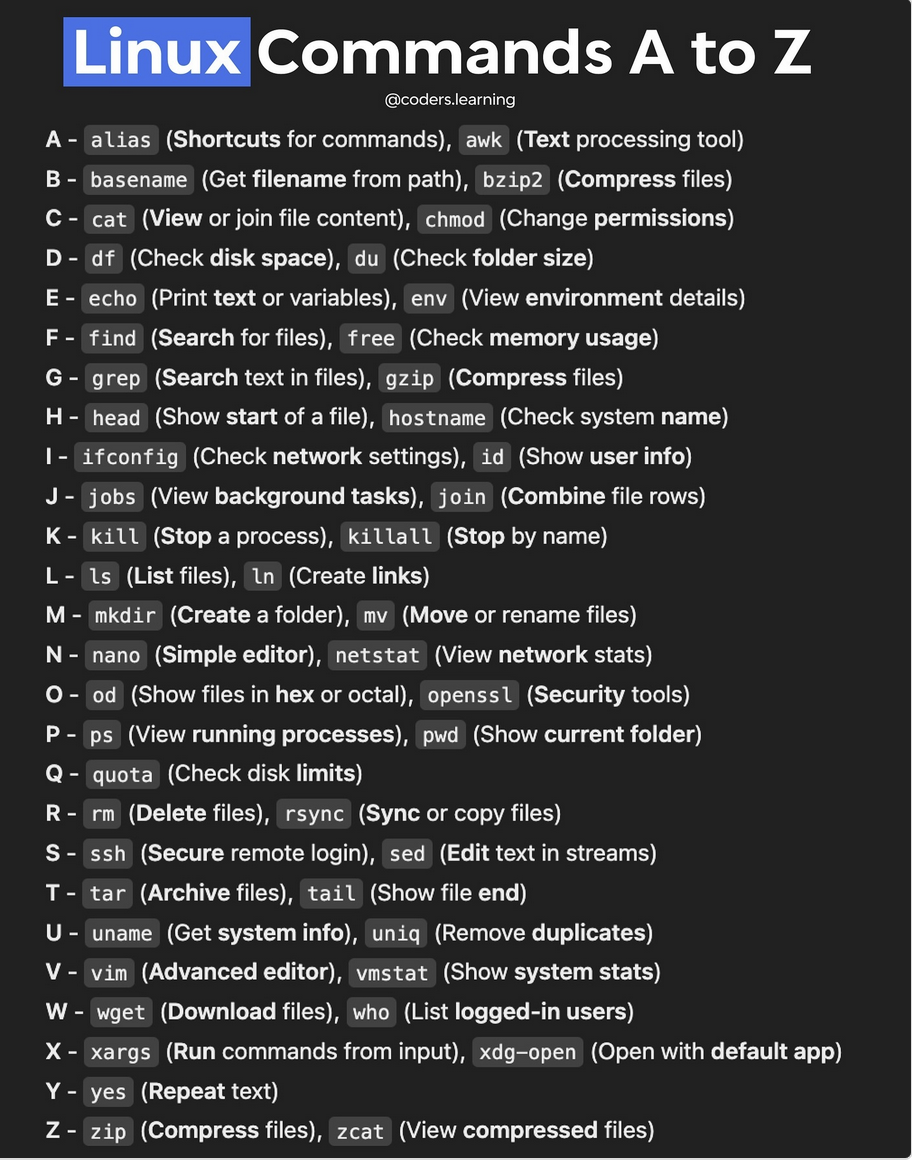 Linux Commands A to Z
@coders.learning
A - alias (Shortcuts for commands), awk (Text processing tool)
B - basename (Get filename from path), bzip2 (Compress files)
C - cat (View or join file content), chmod (Change permissions)
D - df (Check disk space), du (Check folder size)
E - echo (Print text or variables), env (View environment details)
F - find (Search for files), free (Check memory usage)
G - grep (Search text in files), gzip (Compress files)
H - head (Show start of a file), hostname (Check system name)
I - ifconfig (Check network settings), id (Show user info)
J - jobs (View background tasks), join (Combine file rows)
K - kill (Stop a process), killall (Stop by name)
L - ls (List files), ln (Create links)
M - mkdir (Create a folder), mv (Move or rename files)
N - nano (Simple editor), netstat (View network stats)
O - od (Show files in hex or octal), openssl (Security tools)
P - ps (View running processes), pwd (Show current folder)
Q - quota (Check disk limits)
R - rm (Delete files), rsync (Sync or copy files)
S - ssh (Secure remote login), sed (Edit text in streams)
T - tar (Archive files), tail (Show file end)
U - uname (Get system info), uniq (Remove duplicates)
V - vim (Advanced editor), vmstat (Show system stats)
W - wget (Download files), who (List logged-in users)
X - xargs (Run commands from input), xdg-open (Open with default app)
Y - yes (Repeat text)
Z - zip (Compress files), zcat (View compressed files)